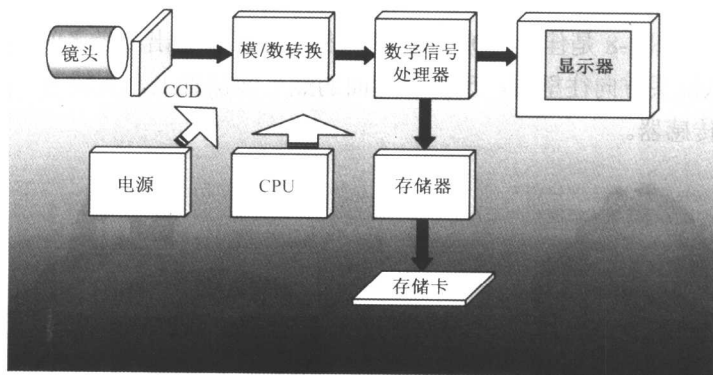 镜头
CCD
模/数转换
数字信号
处理器
显示器
电源
CPU
存储器
存储卡